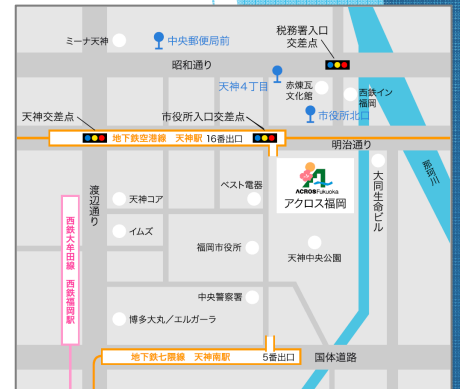 ミーナ天神
中央郵便局前
税務署入口
交差点
昭和通り
天神4丁目
赤煉瓦
文化館
西鉄イン
福岡
市役所北口
天神交差点
市役所入口交差点
地下鉄空港線 天神駅 16番出口
明治通り
那珂川
渡辺通り
天神コア
ベスト電器
ACROS Fukuoka
アクロス福岡
大同生命ビル
イムズ
福岡市役所
天神中央公園
西鉄大牟田線 西鉄福岡駅
中央警察署
博多大丸/エルガーラ
地下鉄七隈線 天神南駅
5番出口
国体道路